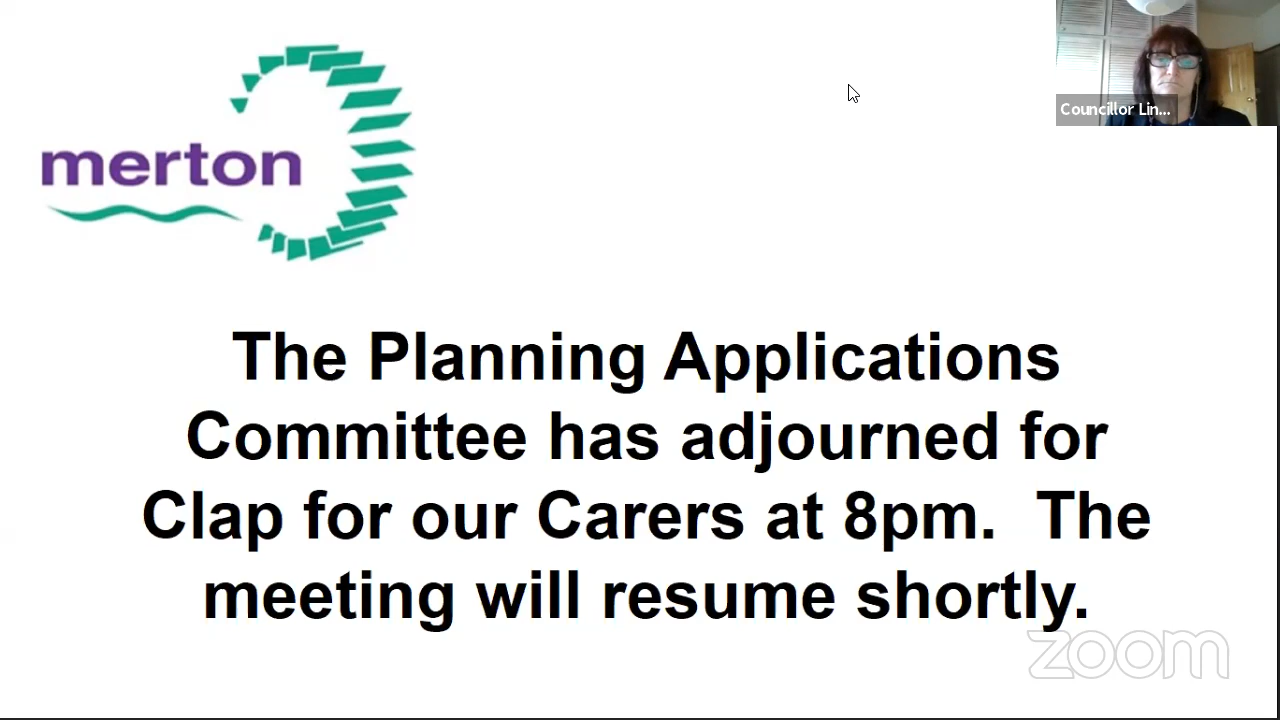 Councillor Lin...
merton
The Planning Applications
Committee has adjourned for
Clap for our Carers at 8pm.  The
meeting will resume shortly.
zoom